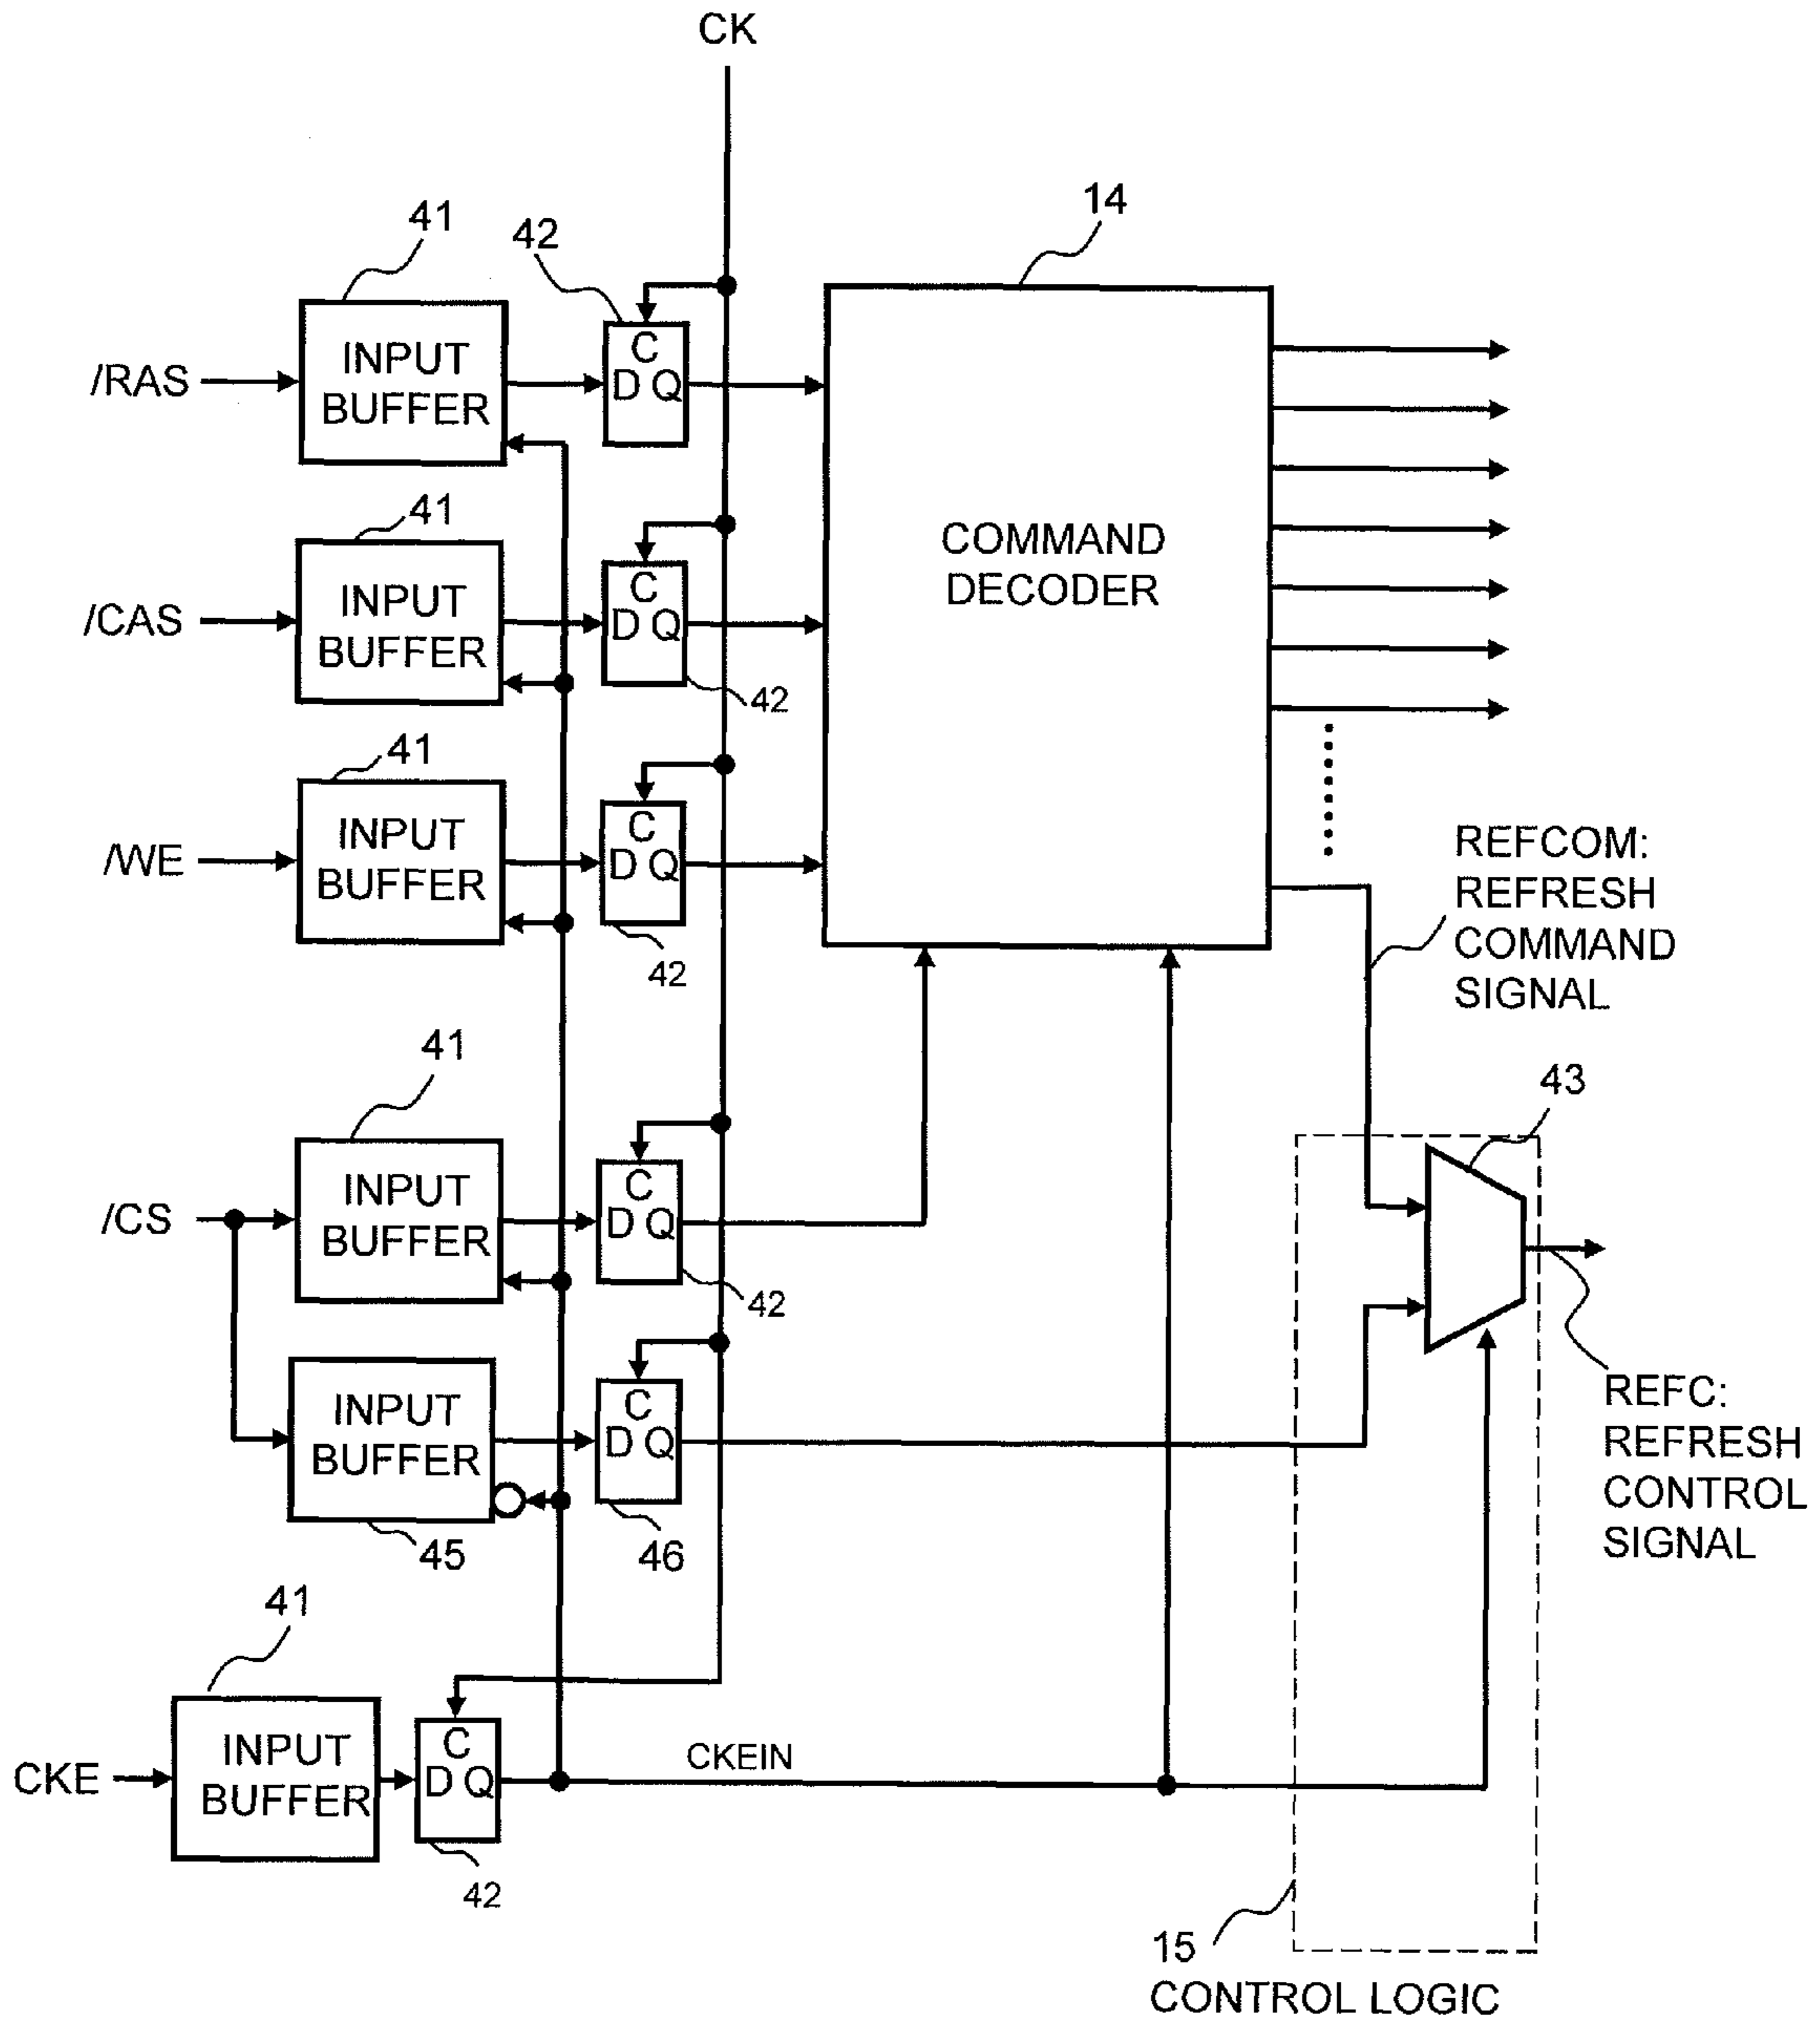 CK
14
41
42
/RAS
INPUT
BUFFER
C
D Q
41
/CAS
INPUT
BUFFER
C
D Q
42
COMMAND
DECODER
41
/WE
INPUT
BUFFER
C
D Q
42
REFCOM:
REFRESH
COMMAND
SIGNAL
41
43
/CS
INPUT
BUFFER
C
D Q
42
INPUT
BUFFER
45
C
D Q
46
REFC:
REFRESH
CONTROL
SIGNAL
41
CKE
INPUT
BUFFER
C
D Q
42
CKEIN
15
CONTROL LOGIC